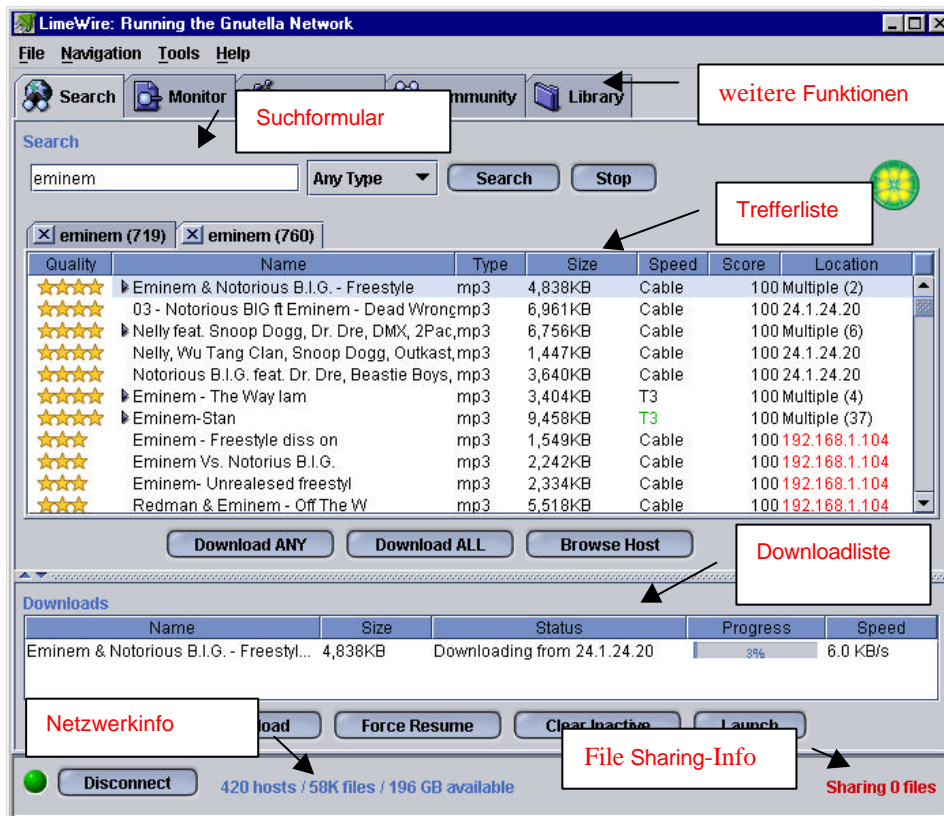 LimeWire: Running the Gnutella Network
File Navigation Tools Help
Search Monitor mmunity Library
weitere Funktionen
Suchformular
Search
eminem Any Type Search Stop
Trefferliste
eminem (719) eminem (760)
Quality Name Type Size Speed Score Location
Eminem & Notorious B.I.G. - Freestyle mp3 4,838KB Cable 100 Multiple (2)
03 - Notorious BIG ft Eminem - Dead Wrong mp3 6,961KB Cable 100 24.1.24.20
Nelly feat. Snoop Dogg, Dr. Dre, DMX, 2Pac, mp3 6,756KB Cable 100 Multiple (6)
Nelly, Wu Tang Clan, Snoop Dogg, Outkast, mp3 1,447KB Cable 100 24.1.24.20
Notorious B.I.G. feat. Dr. Dre, Beastie Boys, mp3 3,640KB Cable 100 24.1.24.20
Eminem - The Way Iam mp3 3,404KB T3 100 Multiple (4)
Eminem-Stan mp3 9,458KB T3 100 Multiple (37)
Eminem - Freestyle diss on mp3 1,549KB Cable 100 192.168.1.104
Eminem Vs. Notorius B.I.G. mp3 2,242KB Cable 100 192.168.1.104
Eminem- Unrealesed freestyl mp3 2,334KB Cable 100 192.168.1.104
Redman & Eminem - Off The W mp3 5,518KB Cable 100 192.168.1.104
Download ANY Download ALL Browse Host
Downloadliste
Downloads
Name Size Status Progress Speed
Eminem & Notorious B.I.G. - Freestyl... 4,838KB Downloading from 24.1.24.20 3% 6.0 KB/s
Netzwerkinfo
load Force Resume Clear Inactive Launch
File Sharing-Info
Disconnect 420 hosts / 58K files / 196 GB available Sharing 0 files